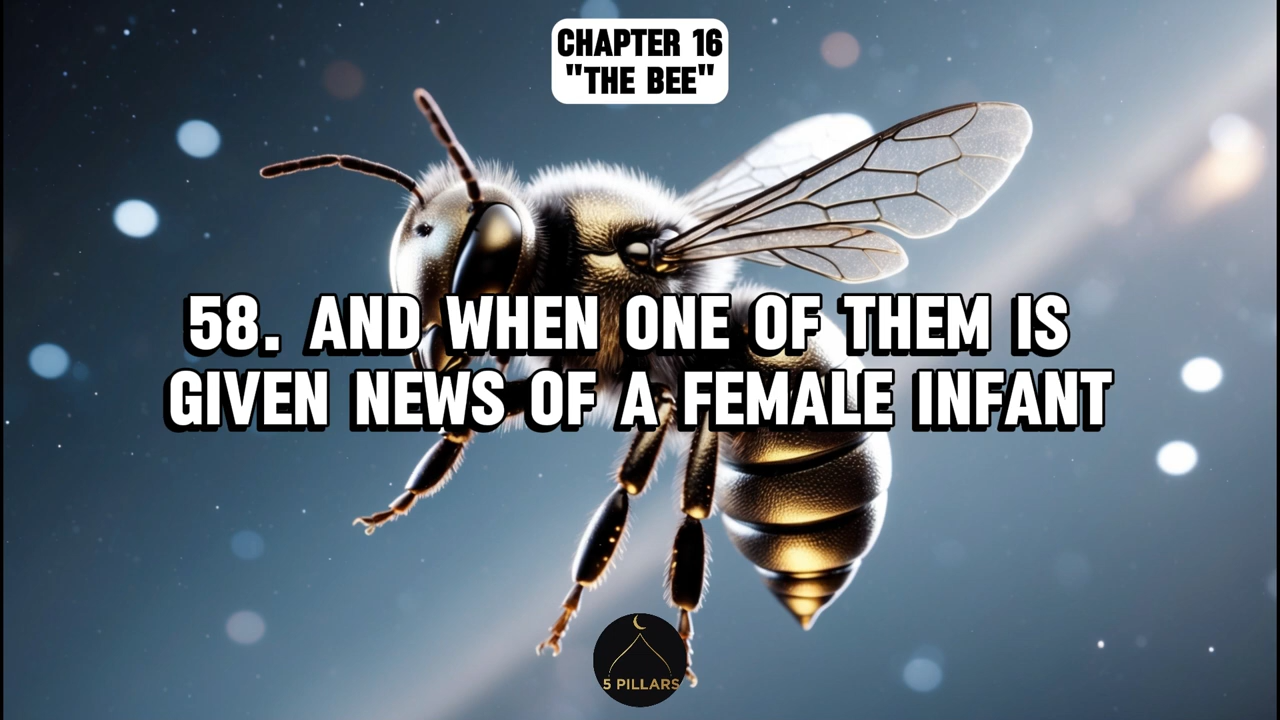 CHAPTER 16
"THE BEE"
58. AND WHEN ONE OF THEM IS
GIVEN NEWS OF A FEMALE INFANT
5 PILLARS